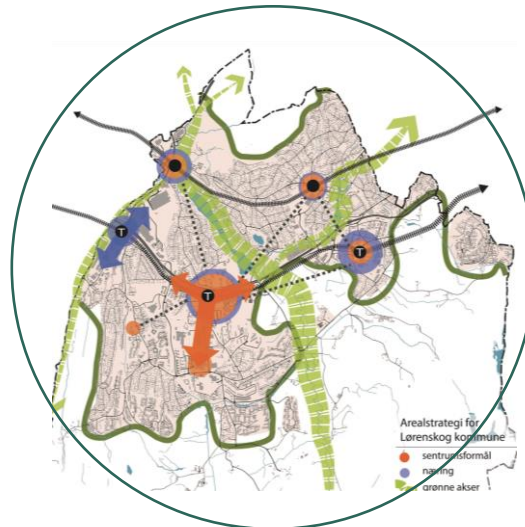 T
T
T
Arealstrategi for
Lørenskog kommune
sentrumsformål
næring
grønne akser